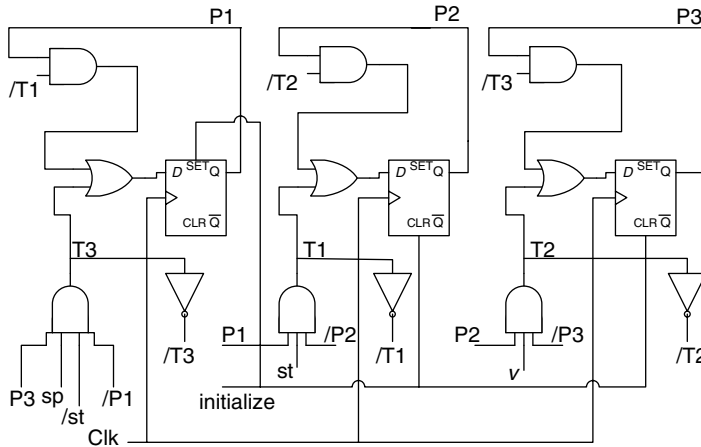 P1 P2 P3
/T1 /T2 /T3
D SET Q D SET Q D SET Q
CLR Q CLR Q CLR Q
T3 T1 T2
P1 /P2 P2 /P3
/T3 /T1 /T2
P3 sp /st /P1 st v
initialize
Clk